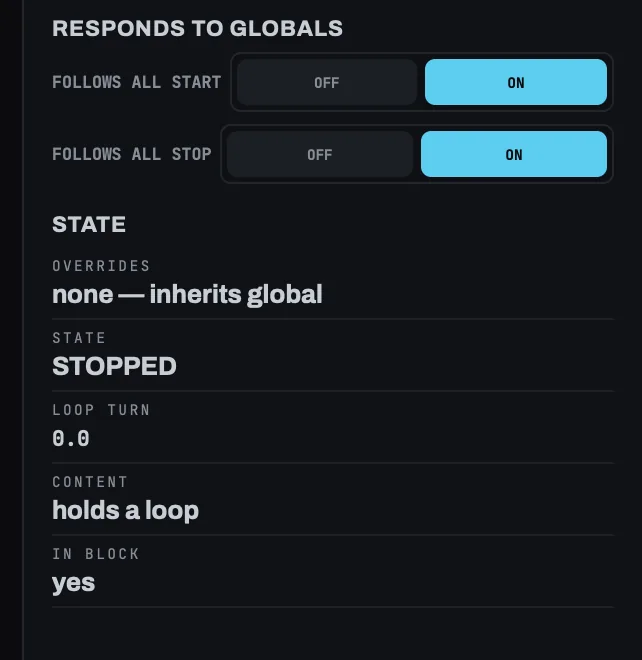 RESPONDS TO GLOBALS
FOLLOWS ALL START OFF ON
FOLLOWS ALL STOP OFF ON
STATE
OVERRIDES
none — inherits global
STATE
STOPPED
LOOP TURN
0.0
CONTENT
holds a loop
IN BLOCK
yes